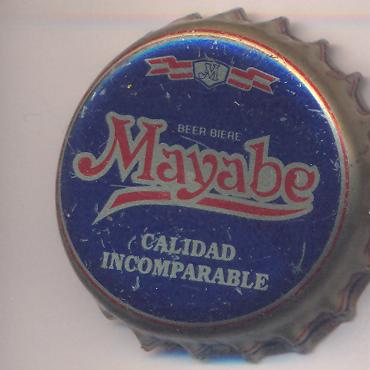 M
BEER BIERE
Mayabe
CALIDAD
INCOMPARABLE